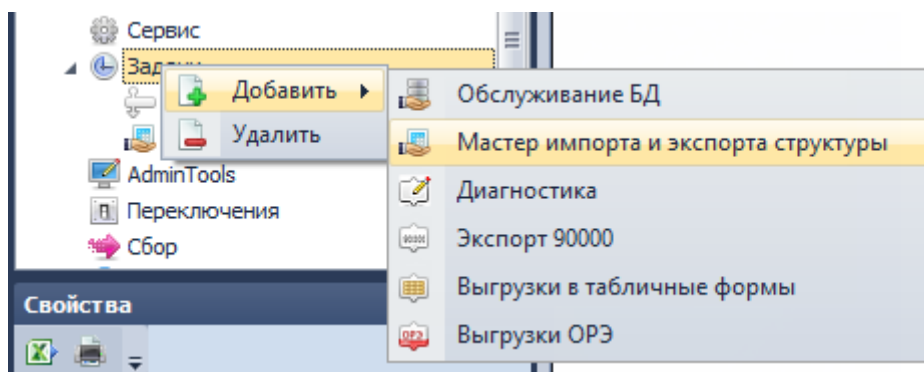 Сервис
Добавить
Удалить
Обслуживание БД
Мастер импорта и экспорта структуры
Диагностика
Экспорт 90000
Выгрузки в табличные формы
Выгрузки ОРЭ
AdminTools
Переключения
Сбор
Свойства